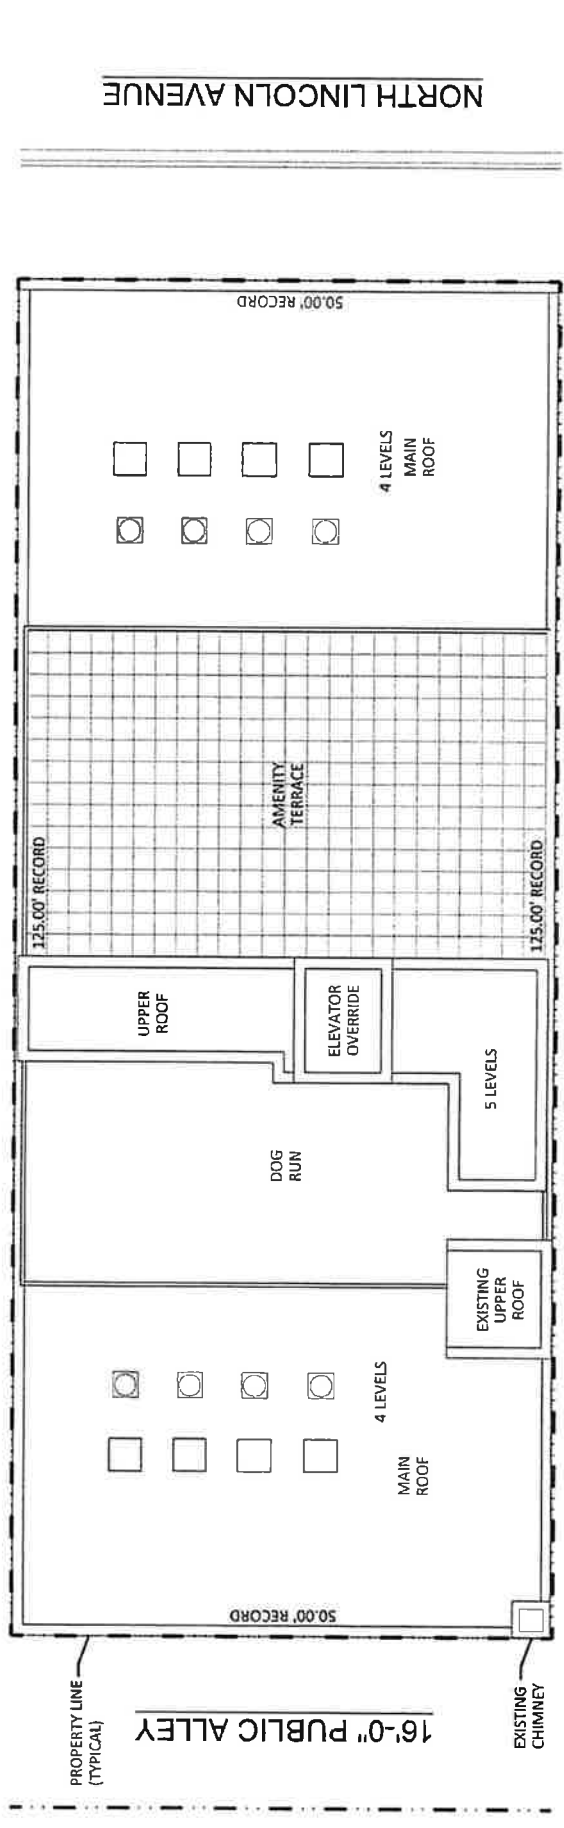 NORTH LINCOLN AVENUE
50.00' RECORD
4 LEVELS
MAIN
ROOF
AMENITY
TERRACE
125.00' RECORD
125.00' RECORD
UPPER
ROOF
ELEVATOR
OVERRIDE
5 LEVELS
DOG
RUN
EXISTING
UPPER
ROOF
4 LEVELS
MAIN
ROOF
50.00' RECORD
PROPERTY LINE
(TYPICAL)
16'-0" PUBLIC ALLEY
EXISTING
CHIMNEY